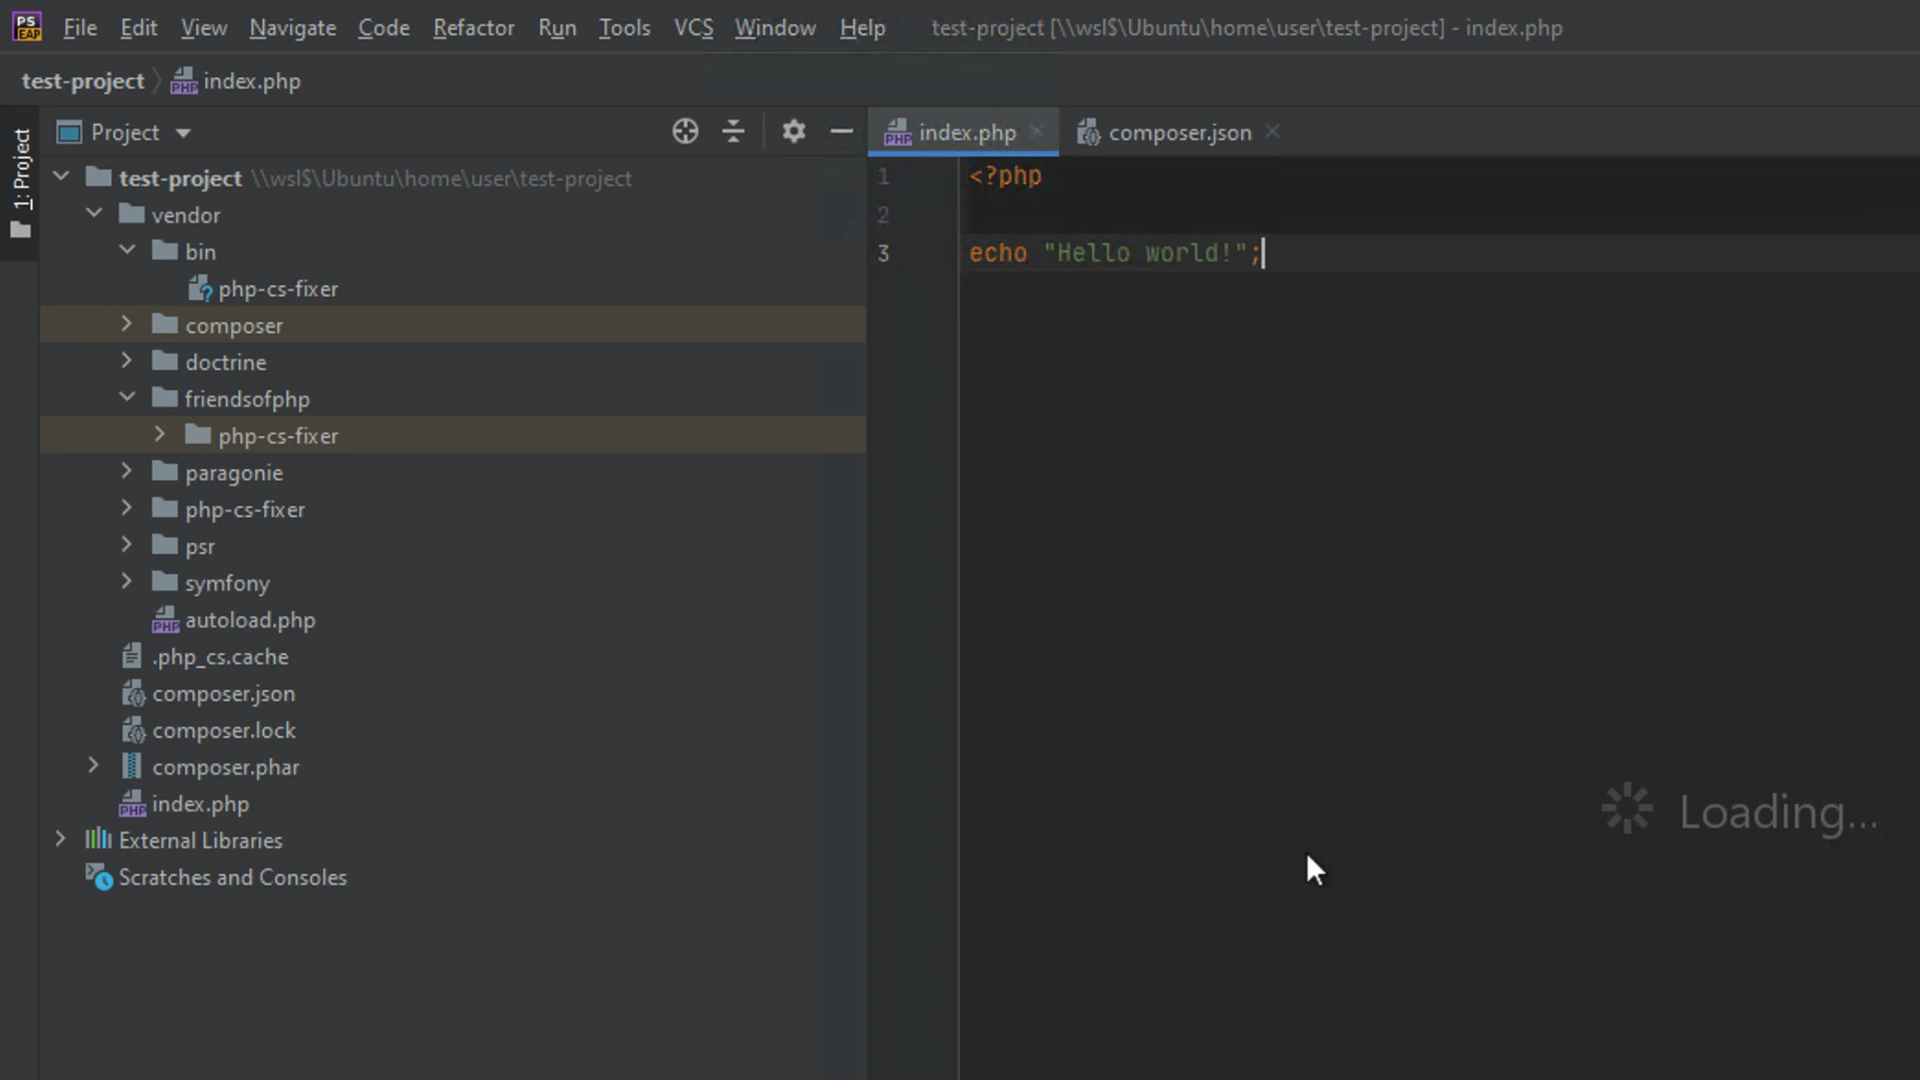 PS
EAP
File Edit View Navigate Code Refactor Run Tools VCS Window Help test-project [\\wsl$\Ubuntu\home\user\test-project] - index.php
test-project PHP index.php
1: Project
Project
PHP index.php composer.json
test-project \\wsl$\Ubuntu\home\user\test-project
vendor
bin
php-cs-fixer
composer
doctrine
friendsofphp
php-cs-fixer
paragonie
php-cs-fixer
psr
symfony
PHP autoload.php
.php_cs.cache
composer.json
composer.lock
composer.phar
PHP index.php
External Libraries
Scratches and Consoles
1 <?php
2
3 echo "Hello world!";
Loading...